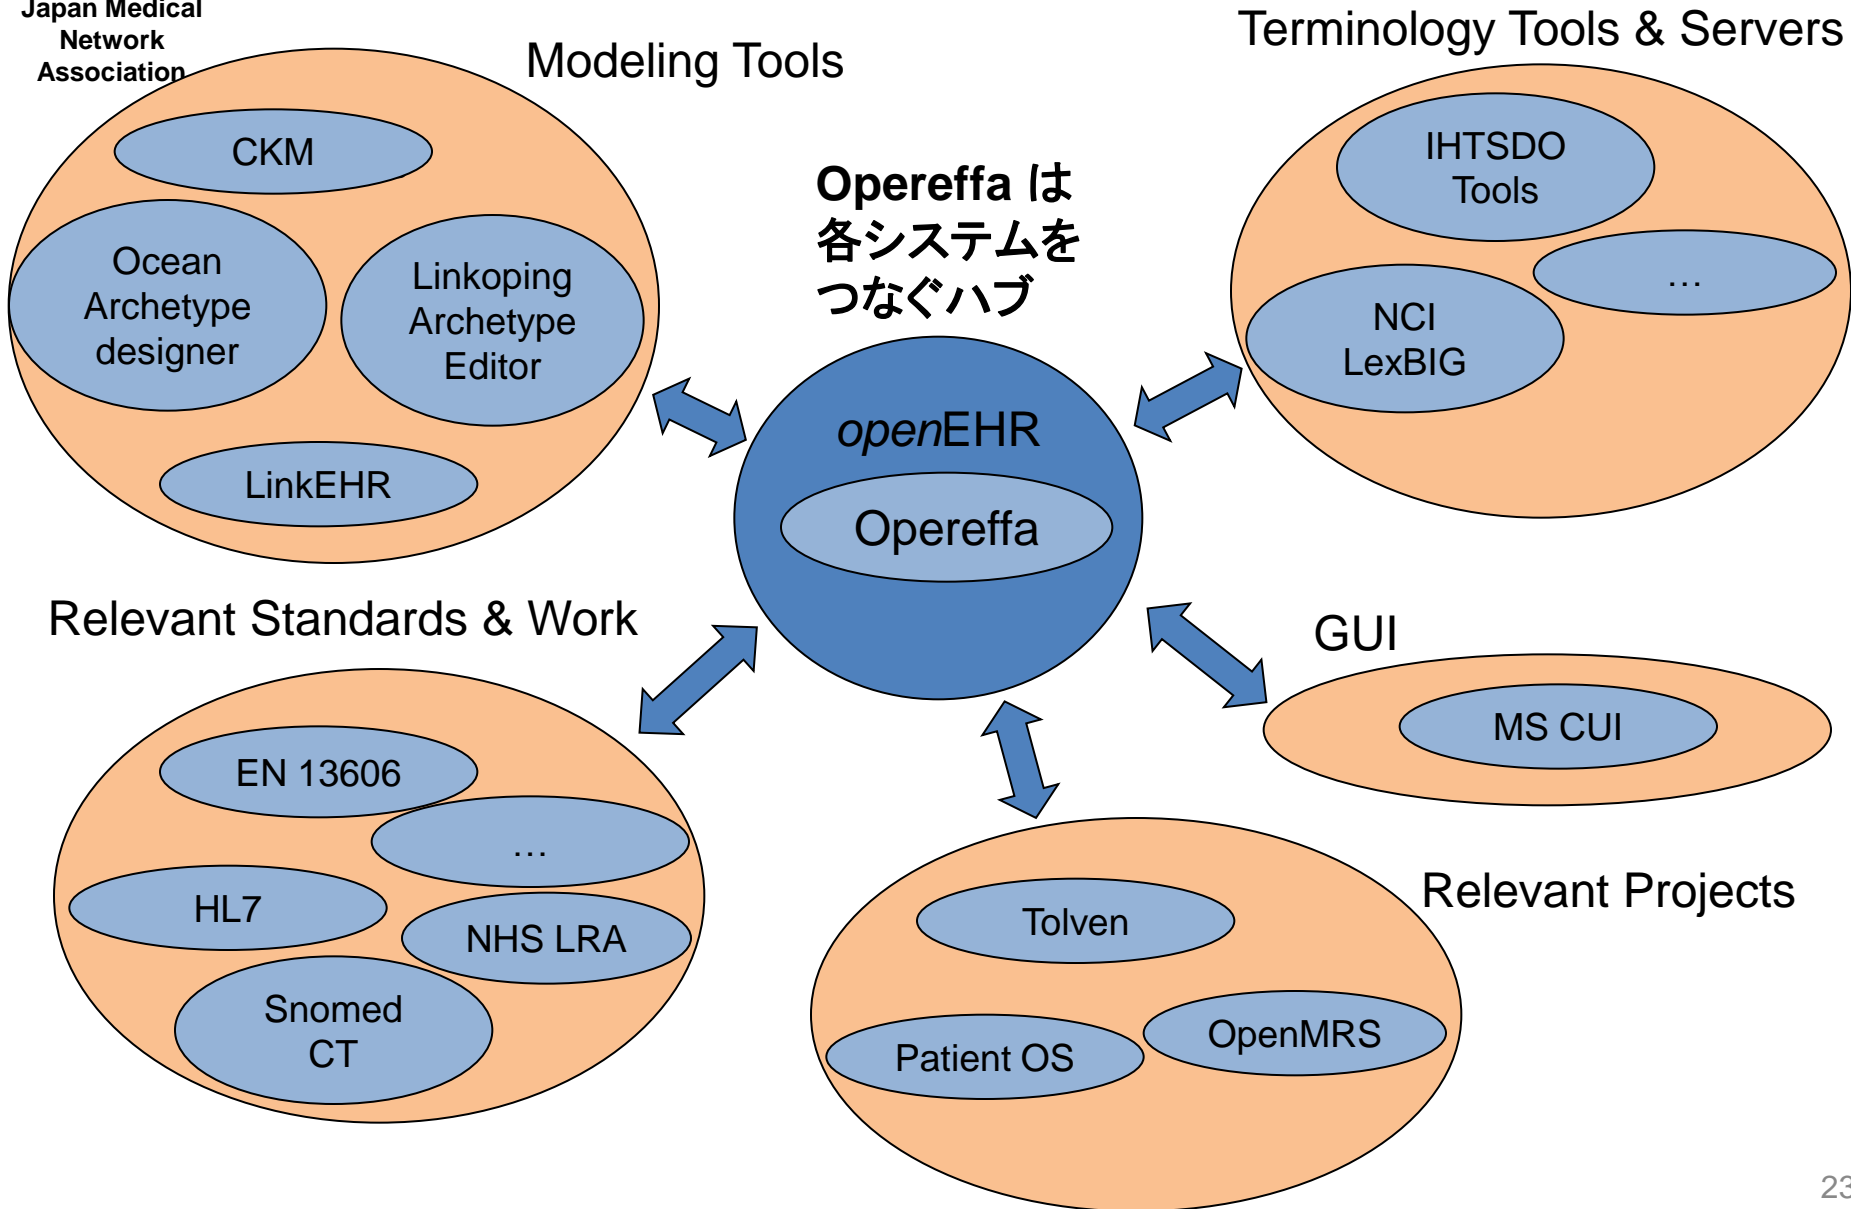 Japan Medical
Network
Association
Modeling Tools
Terminology Tools & Servers
CKM
Ocean
Archetype
designer
Linkoping
Archetype
Editor
LinkEHR
Opereffa は
各システムを
つなぐハブ
IHTSDO
Tools
…
NCI
LexBIG
openEHR
Opereffa
Relevant Standards & Work
GUI
MS CUI
EN 13606
…
HL7
NHS LRA
Snomed
CT
Relevant Projects
Tolven
OpenMRS
Patient OS
23